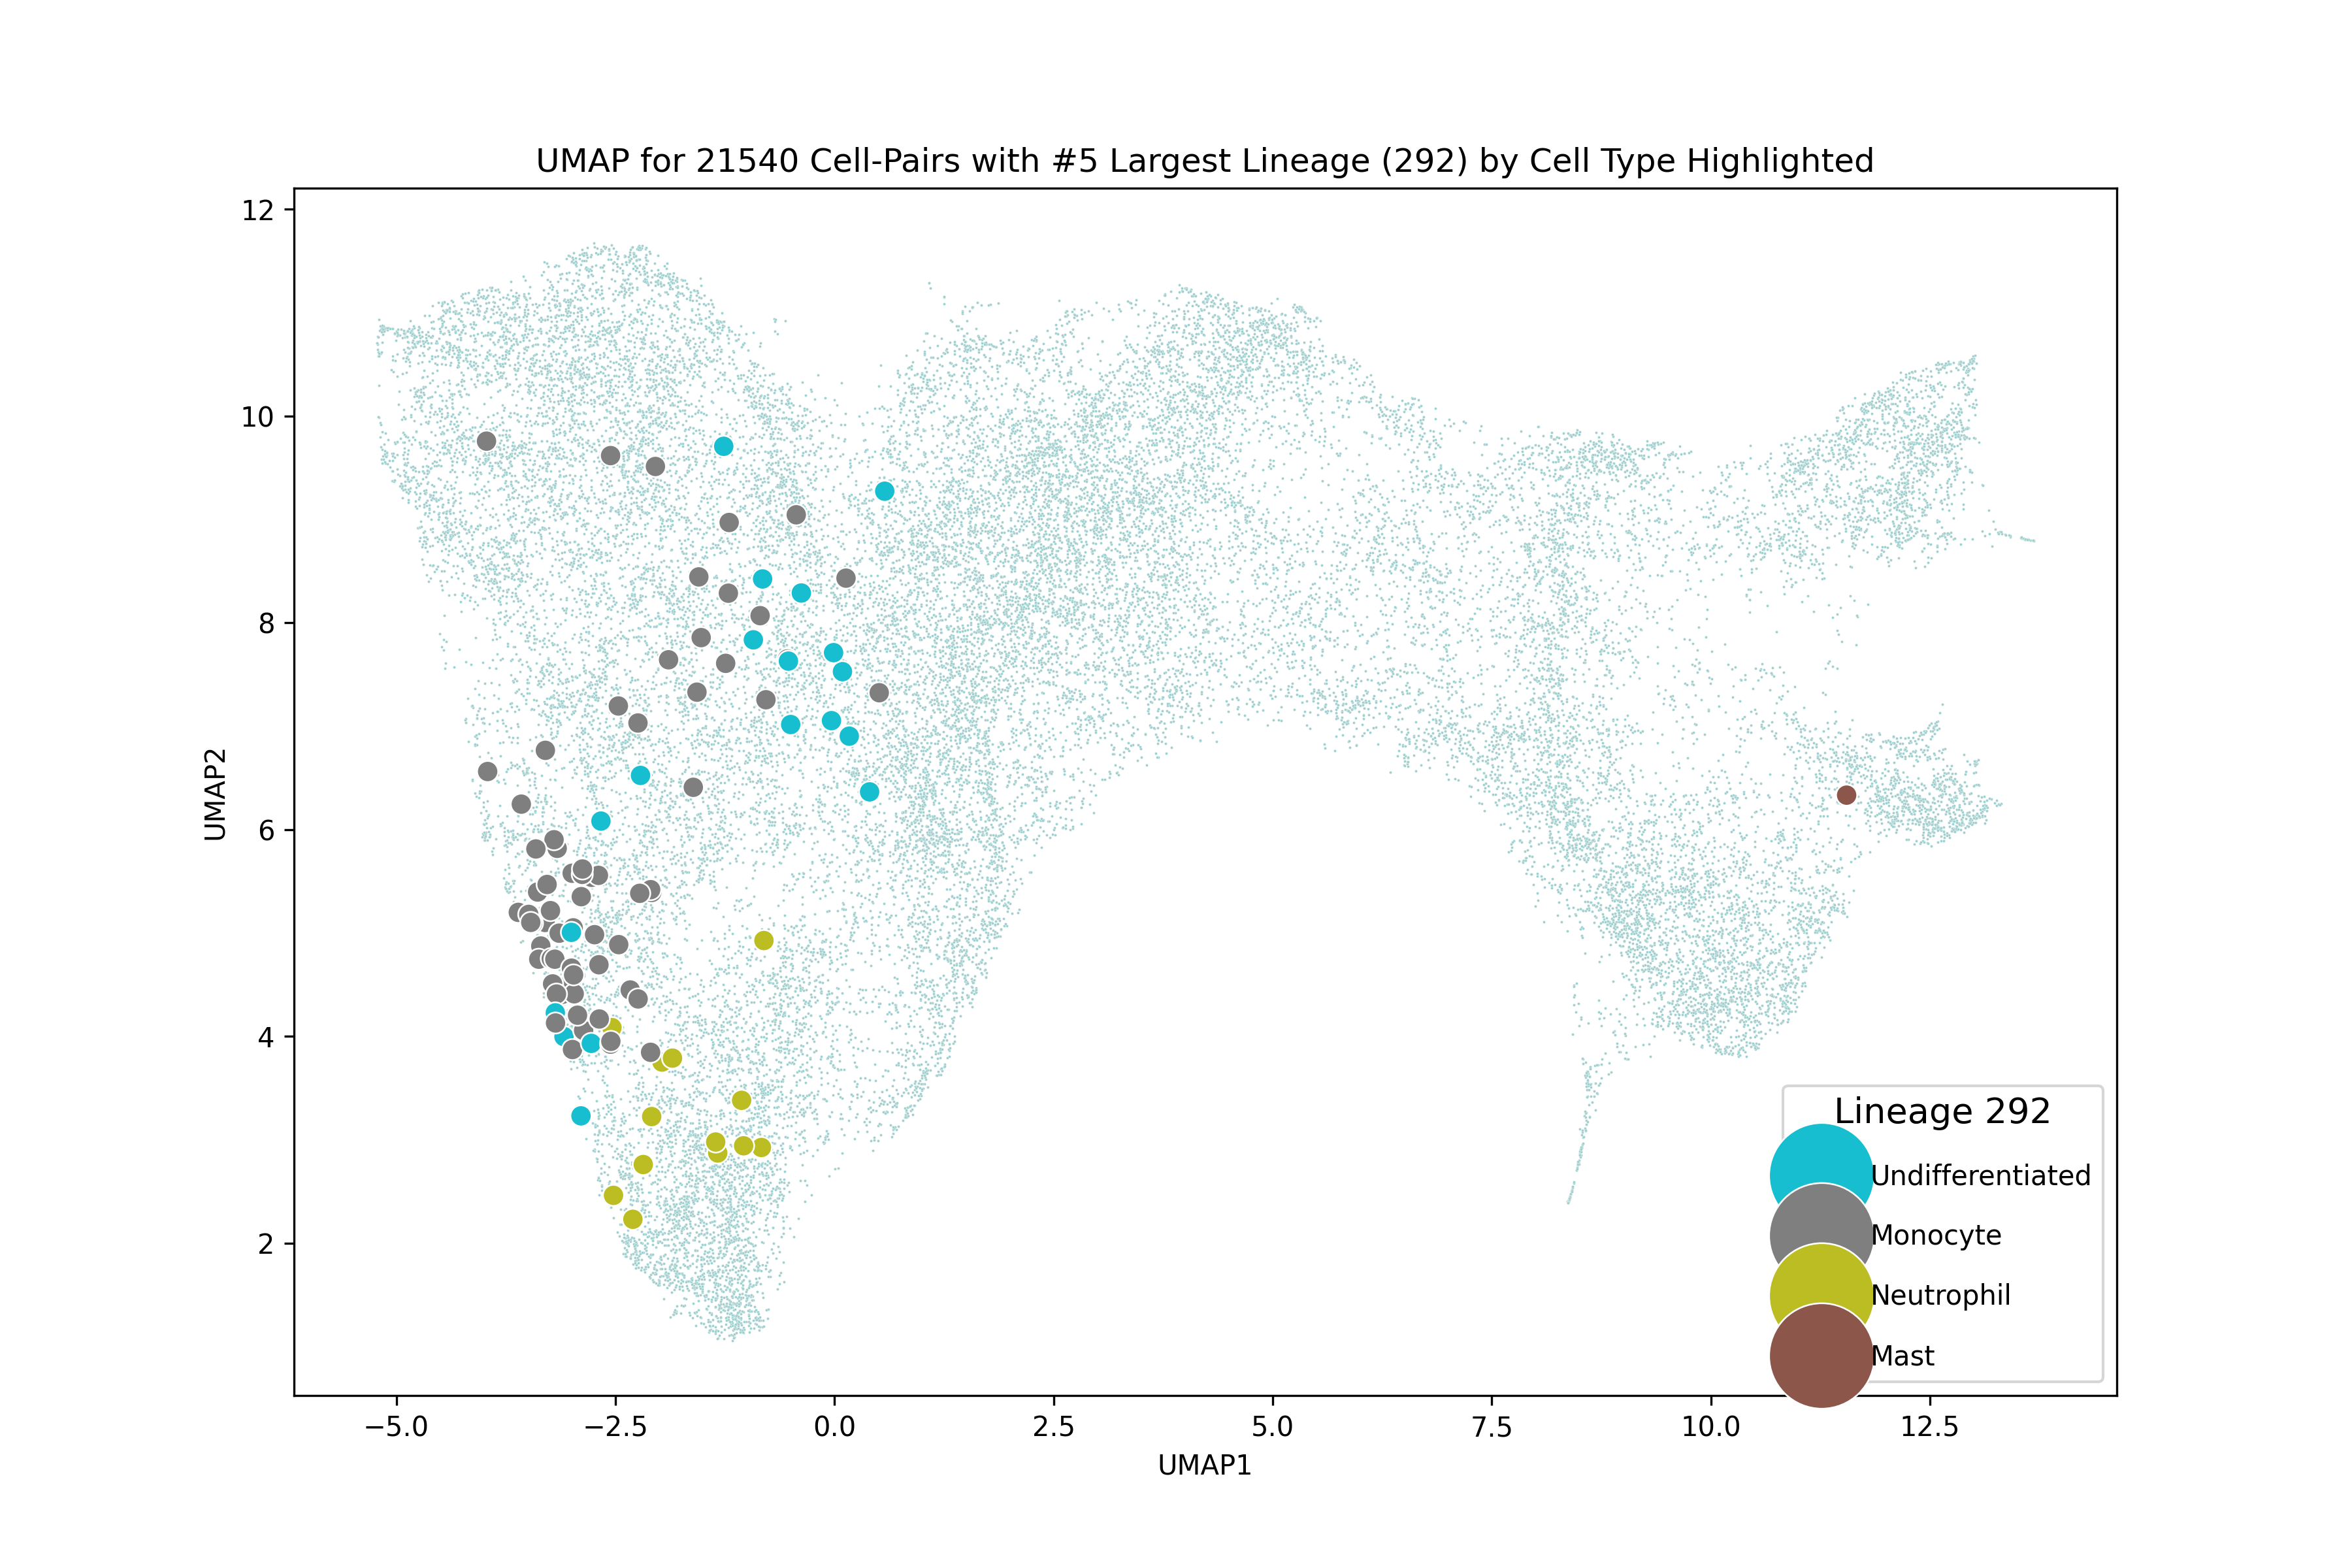 UMAP for 21540 Cell-Pairs with #5 Largest Lineage (292) by Cell Type Highlighted
12
10
8
6
4
2
UMAP2
−5.0
−2.5
0.0
2.5
5.0
7.5
10.0
12.5
UMAP1
Lineage 292
Undifferentiated
Monocyte
Neutrophil
Mast